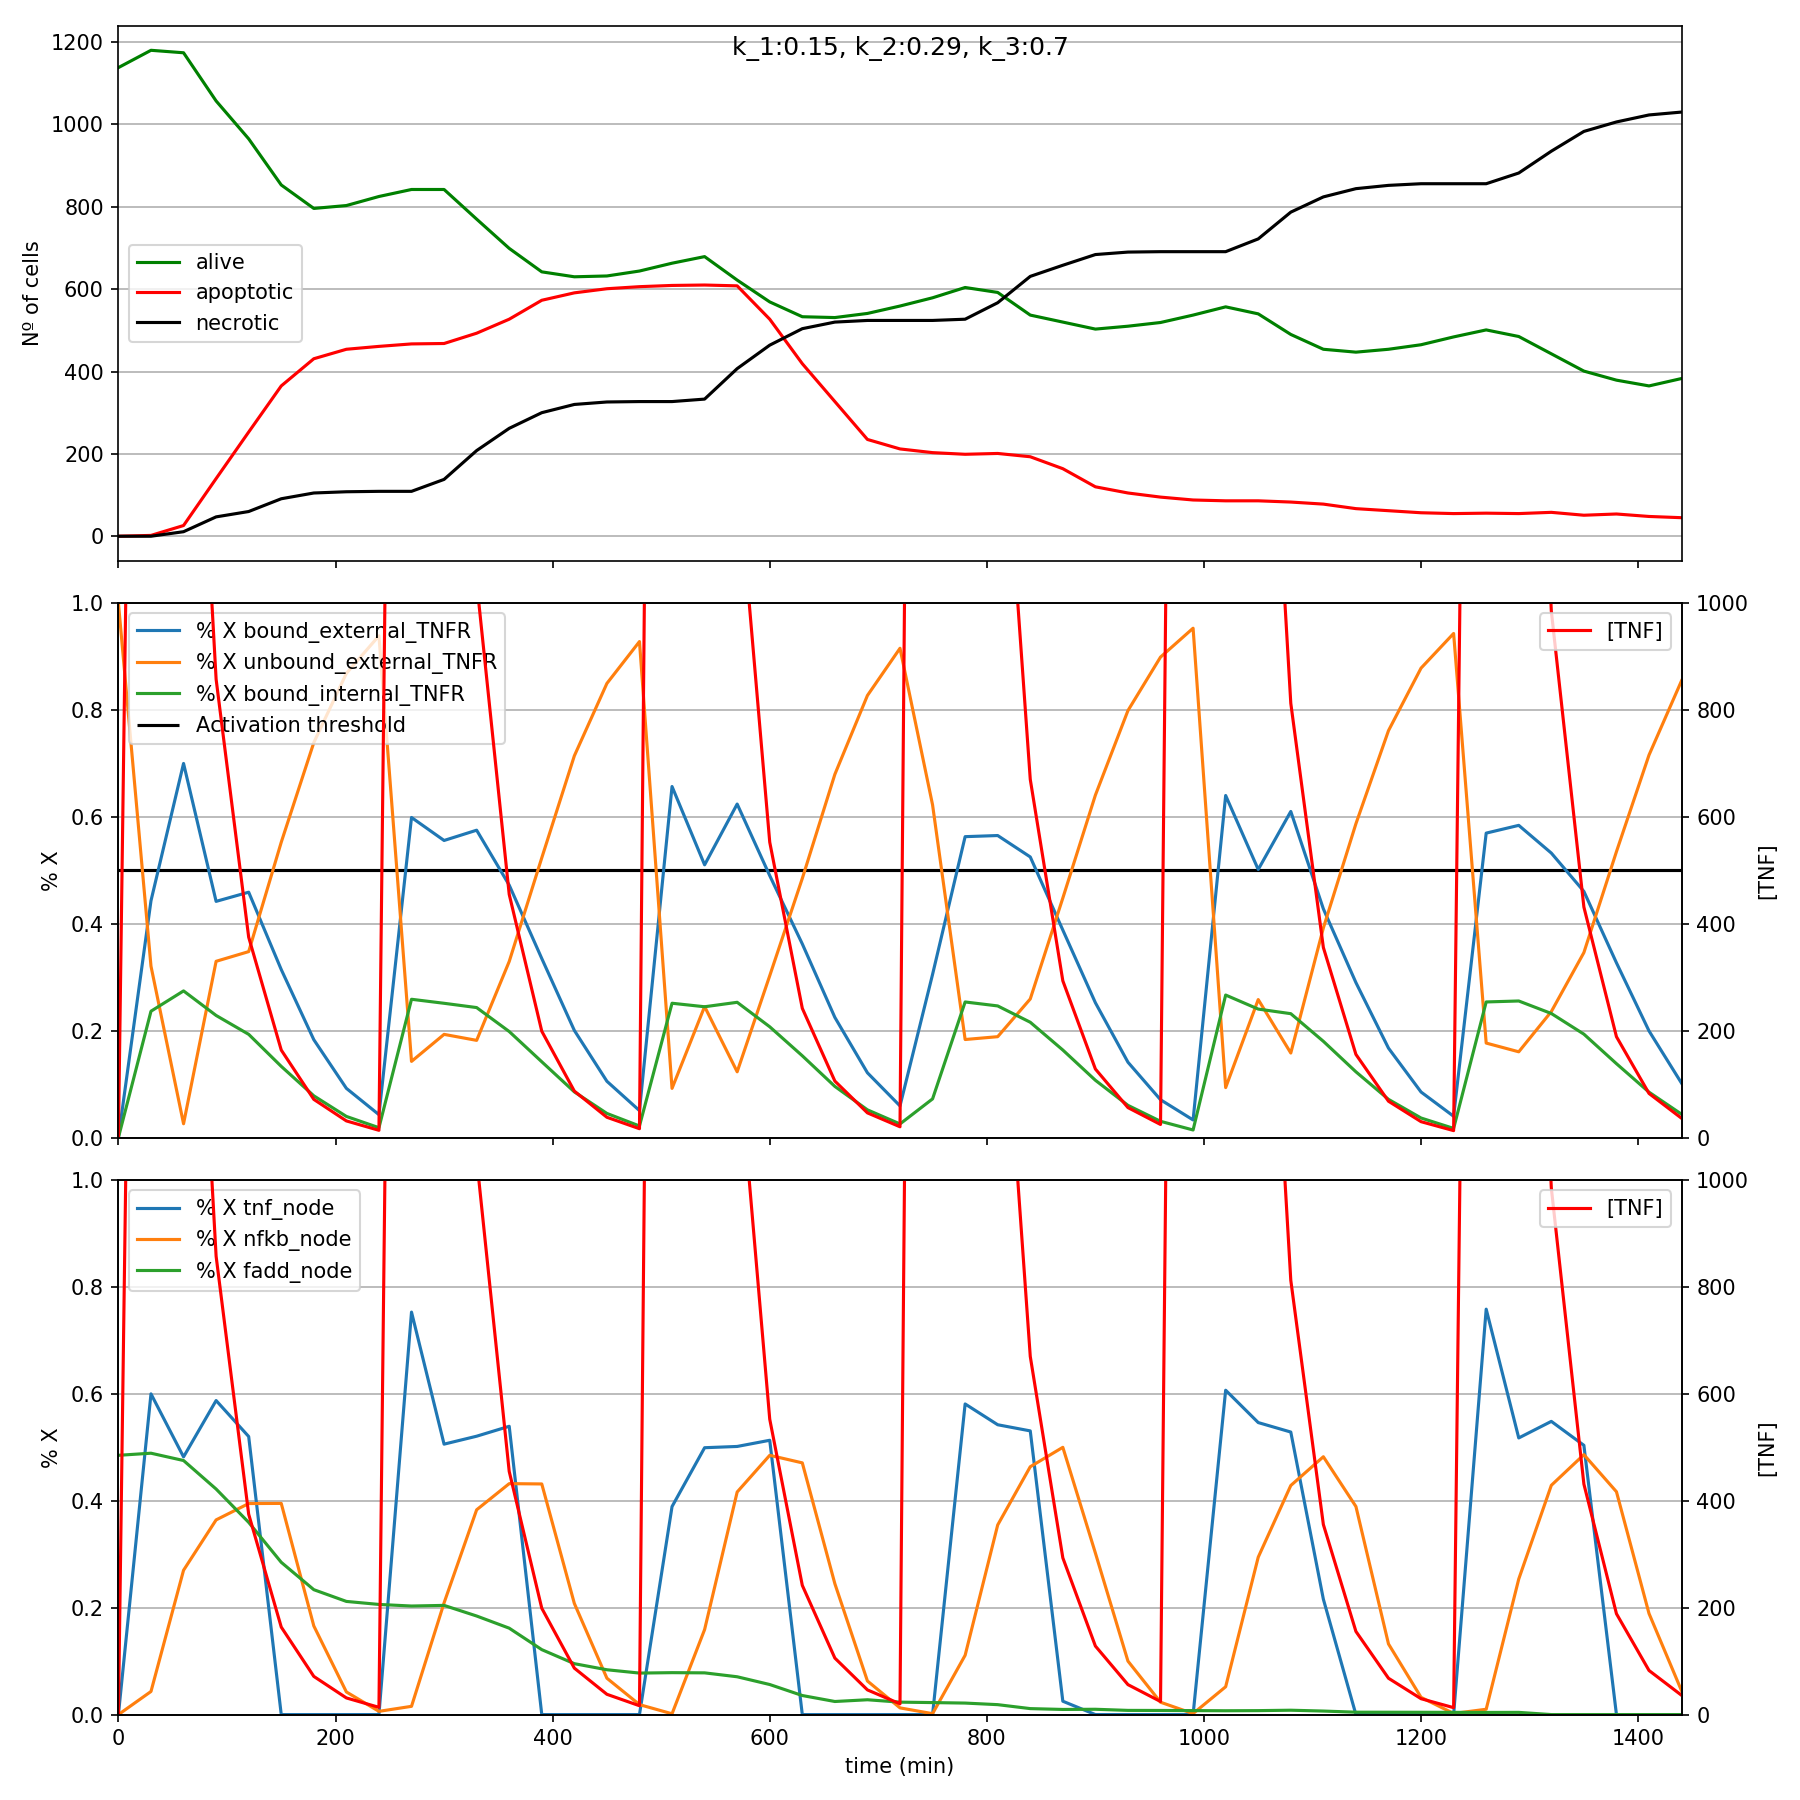 k_1:0.15, k_2:0.29, k_3:0.7
1200
1000
800
600
400
200
0
Nº of cells
alive
apoptotic
necrotic
1.0
0.8
0.6
0.4
0.2
0.0
% X
% X bound_external_TNFR
% X unbound_external_TNFR
% X bound_internal_TNFR
Activation threshold
[TNF]
1000
800
600
400
200
0
[TNF]
1.0
0.8
0.6
0.4
0.2
0.0
% X
% X tnf_node
% X nfkb_node
% X fadd_node
[TNF]
1000
800
600
400
200
0
[TNF]
0 200 400 600 800 1000 1200 1400
time (min)